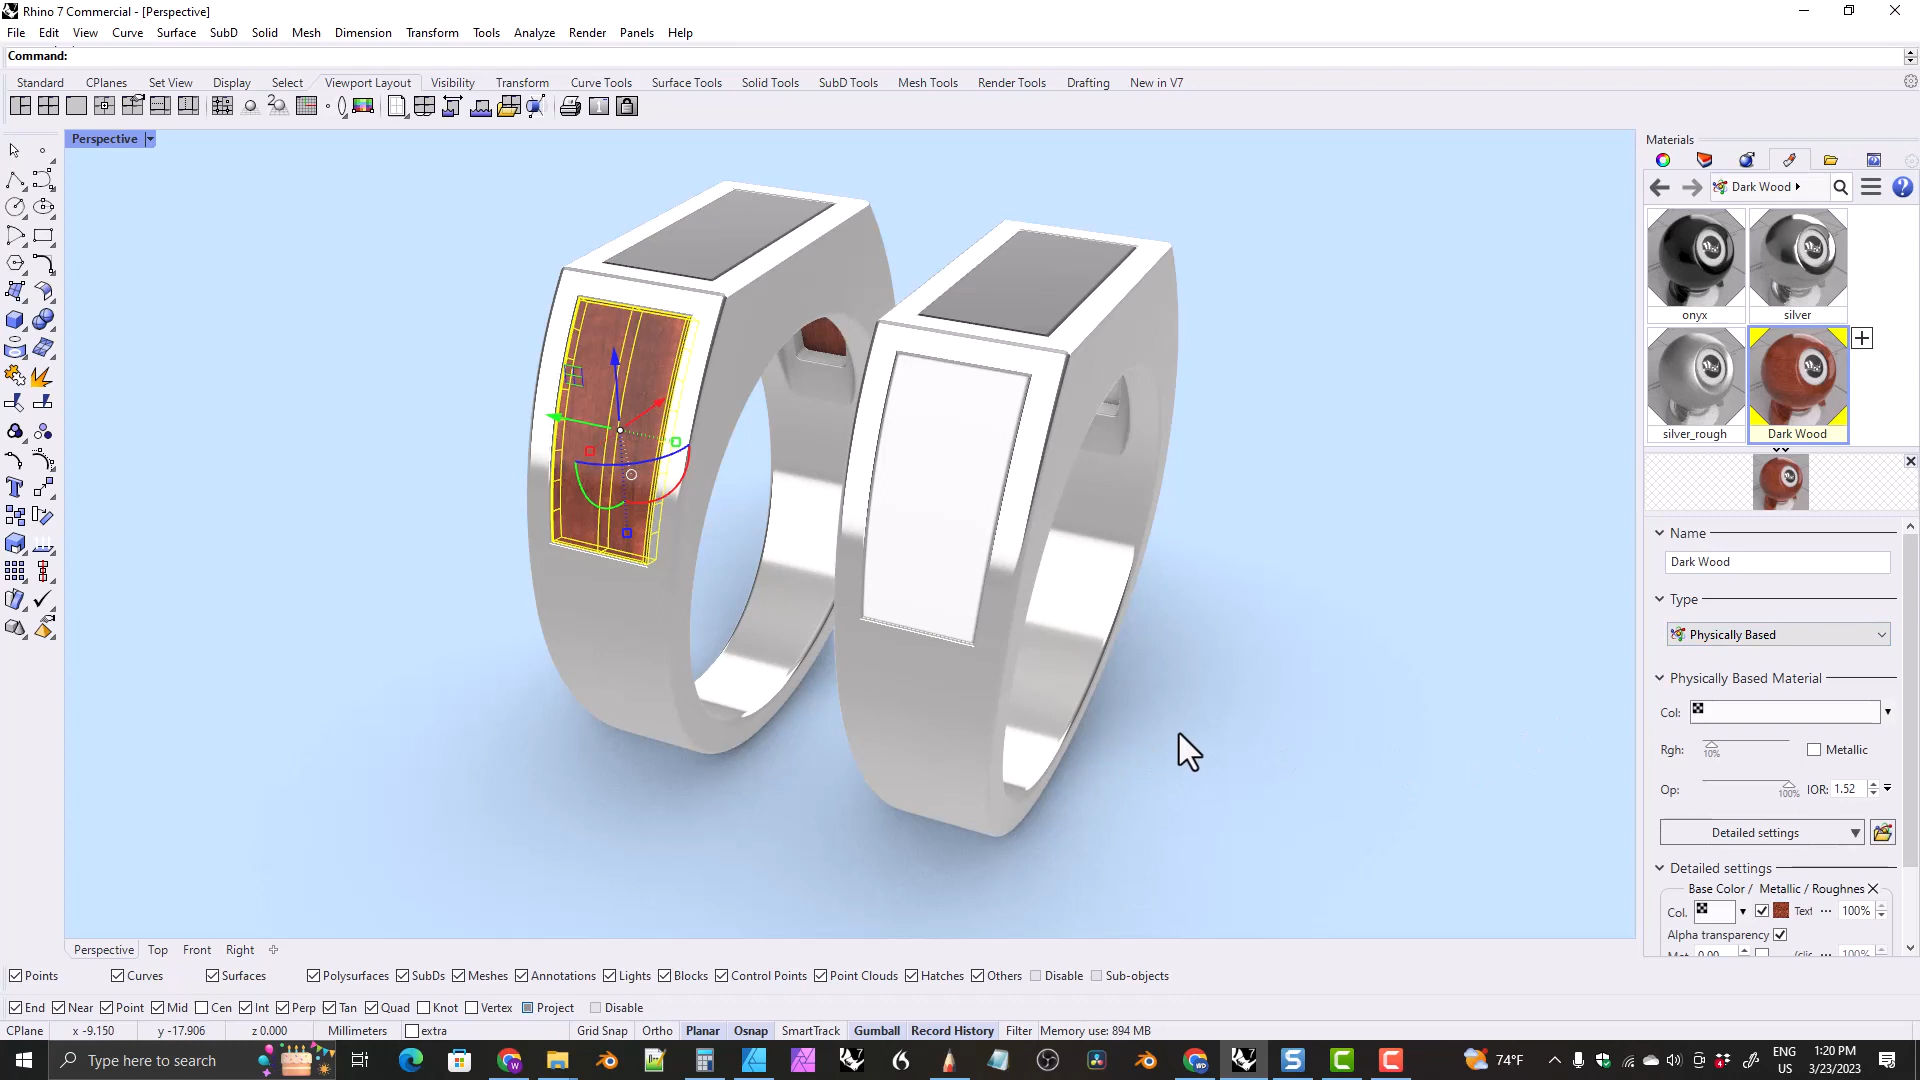 Rhino 7 Commercial - [Perspective]
File Edit View Curve Surface SubD Solid Mesh Dimension Transform Tools Analyze Render Panels Help
Command:
Standard CPlanes Set View Display Select Viewport Layout Visibility Transform Curve Tools Surface Tools Solid Tools SubD Tools Mesh Tools Render Tools Drafting New in V7
Perspective
Materials
Dark Wood
onyx silver
silver_rough Dark Wood
Name
Dark Wood
Type
Physically Based
Physically Based Material
Col:
Rgh: 10% Metallic
Op: 100% IOR: 1.52
Detailed settings
Detailed settings
Base Color / Metallic / Roughnes
Col. Text 100%
Alpha transparency
Met 0.00 (clic 100%
Perspective Top Front Right
Points Curves Surfaces Polysurfaces SubDs Meshes Annotations Lights Blocks Control Points Point Clouds Hatches Others Disable Sub-objects
End Near Point Mid Cen Int Perp Tan Quad Knot Vertex Project Disable
CPlane x -9.150 y -17.906 z 0.000 Millimeters extra Grid Snap Ortho Planar Osnap SmartTrack Gumball Record History Filter Memory use: 894 MB
Type here to search 74°F ENG 1:20 PM
US 3/23/2023